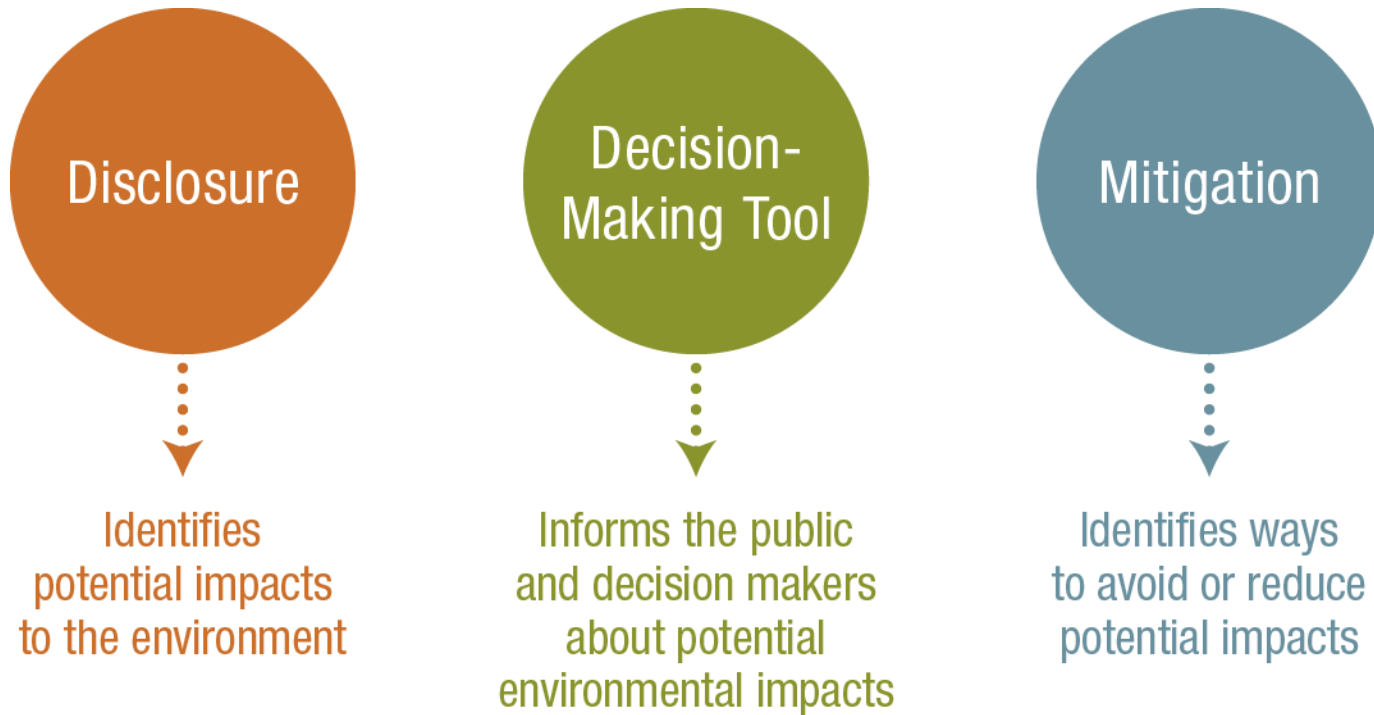 Disclosure
Identifies
potential impacts
to the environment
Decision-
Making Tool
Informs the public
and decision makers
about potential
environmental impacts
Mitigation
Identifies ways
to avoid or reduce
potential impacts